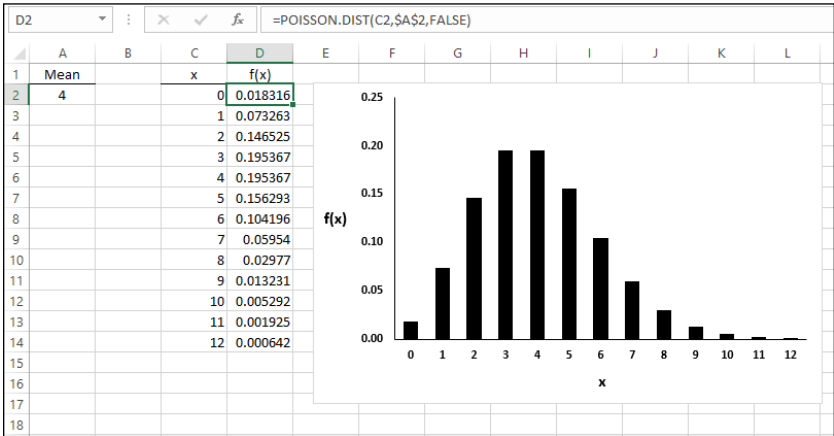 D2 fx =POISSON.DIST(C2,$A$2,FALSE)
A B C D E F G H I J K L
1 Mean x f(x)
2 4 0 0.018316
3 1 0.073263
4 2 0.146525
5 3 0.195367
6 4 0.195367
7 5 0.156293
8 6 0.104196
9 7 0.05954
10 8 0.02977
11 9 0.013231
12 10 0.005292
13 11 0.001925
14 12 0.000642
15
16
17
18
0.25
0.20
0.15
f(x)
0.10
0.05
0.00
0 1 2 3 4 5 6 7 8 9 10 11 12
x